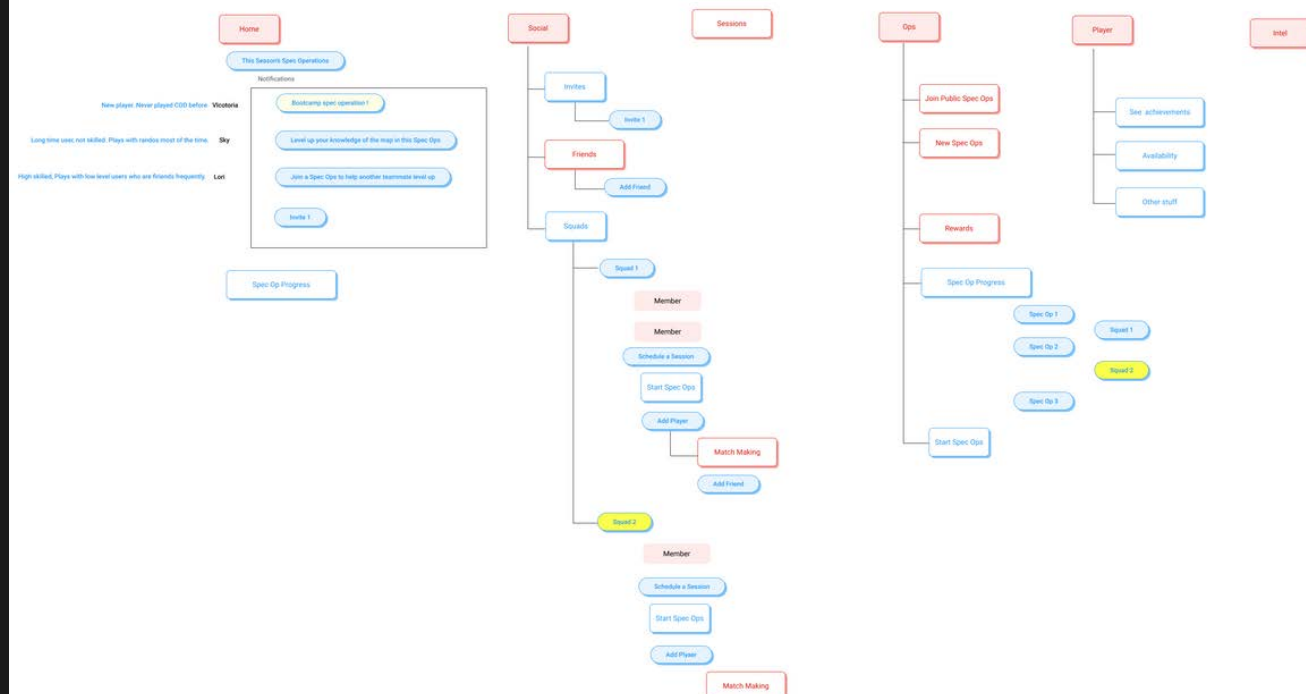 Home
This Season's Spec Operations
Notifications
New player. Never played COD before. Vicotoria
Bootcamp spec operation !
Long time user, not skilled. Plays with randos most of the time. Sky
Level up your knowledge of the map in this Spec Ops
High skilled, Plays with low level users who are friends frequently. Lori
Join a Spec Ops to help another teammate level up
Invite 1
Spec Op Progress
Social
Invites
Invite 1
Friends
Add Friend
Squads
Squad 1
Member
Member
Schedule a Session
Start Spec Ops
Add Player
Match Making
Add Friend
Squad 2
Member
Schedule a Session
Start Spec Ops
Add Player
Match Making
Sessions
Ops
Join Public Spec Ops
New Spec Ops
Rewards
Spec Op Progress
Spec Op 1
Squad 1
Spec Op 2
Squad 2
Spec Op 3
Start Spec Ops
Player
See achievements
Availability
Other stuff
Intel